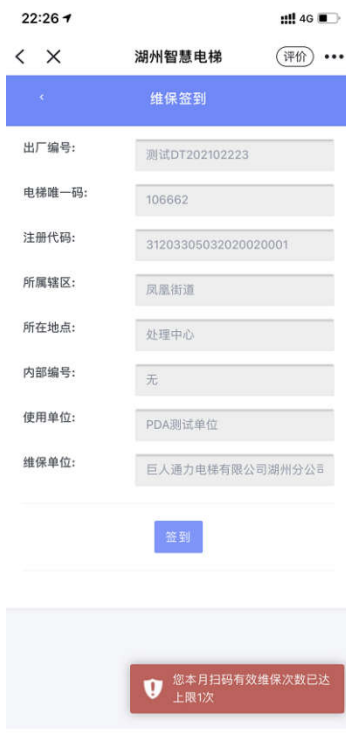 22:26 4G
湖州智慧电梯 评价
维保签到
出厂编号: 测试DT202102223
电梯唯一码: 106662
注册代码: 31203305032020020001
所属辖区: 凤凰街道
所在地点: 处理中心
内部编号: 无
使用单位: PDA测试单位
维保单位: 巨人通力电梯有限公司湖州分公司
签到
您本月扫码有效维保次数已达
上限1次